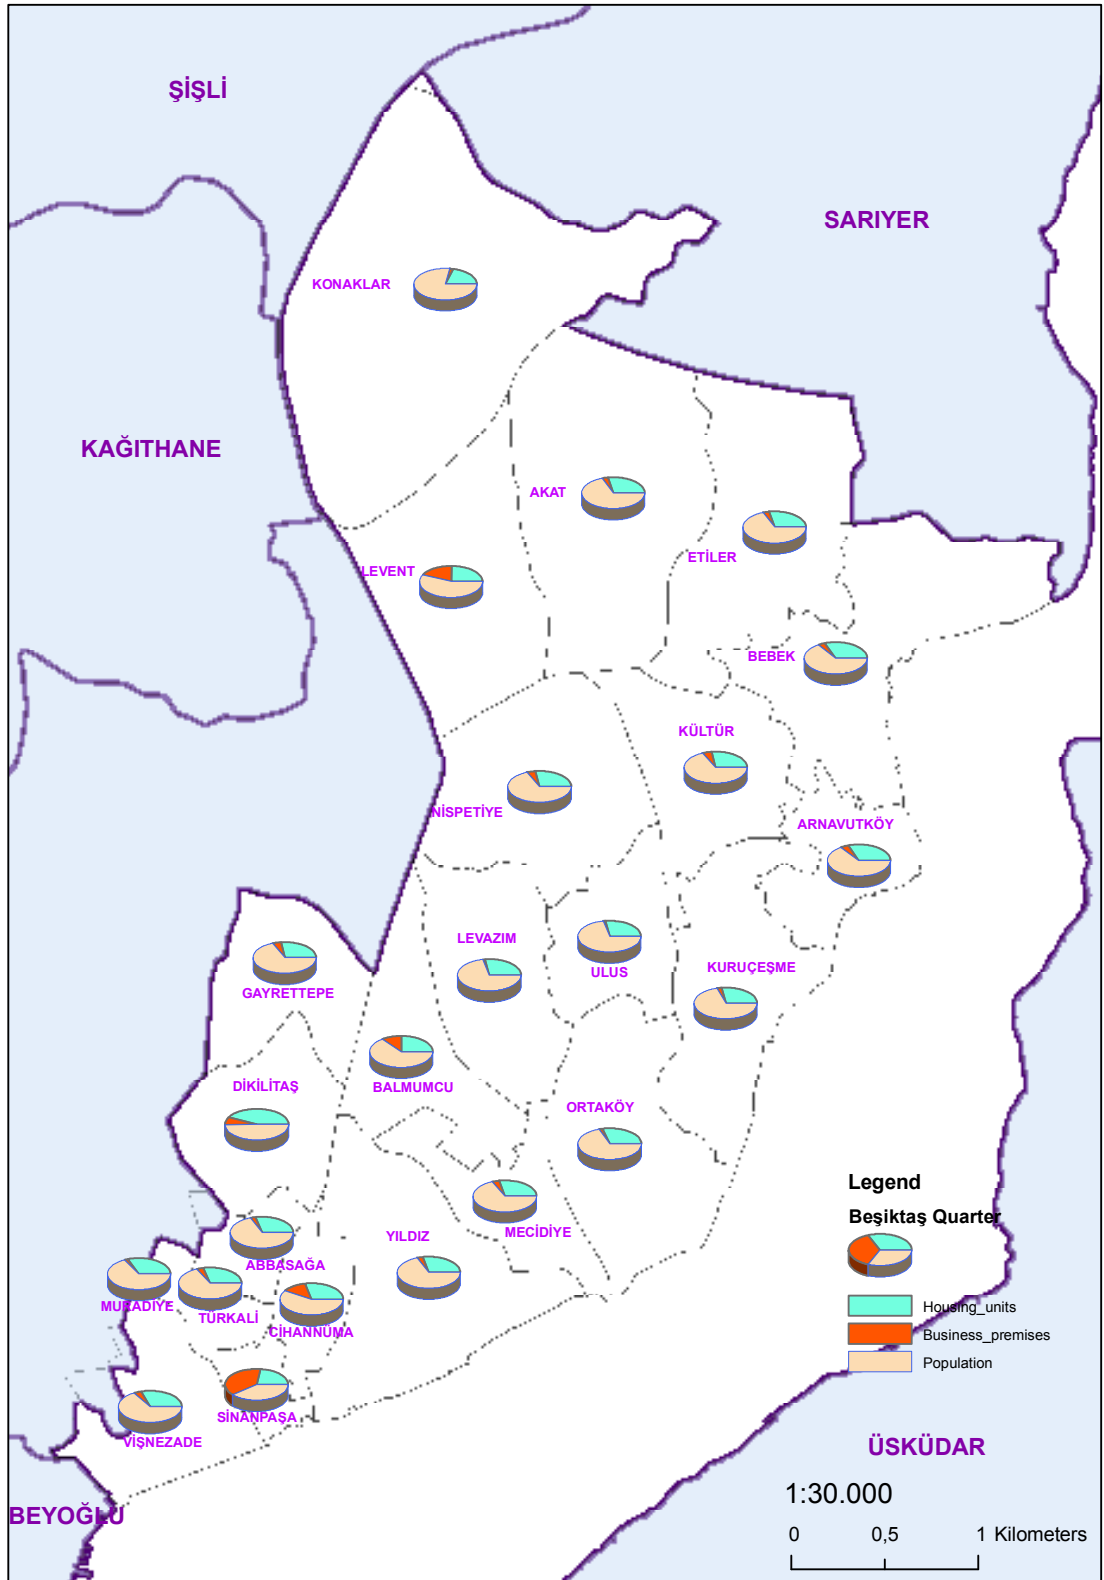 ŞİŞLİ
SARIYER
KONAKLAR
KAĞITHANE
AKAT
ETİLER
LEVENT
BEBEK
KÜLTÜR
NİSPETİYE
ARNAVUTKÖY
LEVAZIM
ULUS
KURUÇEŞME
GAYRETTEPE
DİKİLİTAŞ
BALMUMCU
ORTAKÖY
MECİDİYE
YILDIZ
ABBASAĞA
MURADİYE
TÜRKALİ
CİHANNÜMA
SİNANPAŞA
VİŞNEZADE
Legend
Beşiktaş Quarter
Housing_units
Business_premises
Population
ÜSKÜDAR
BEYOĞLU
1:30.000
0 0,5 1 Kilometers